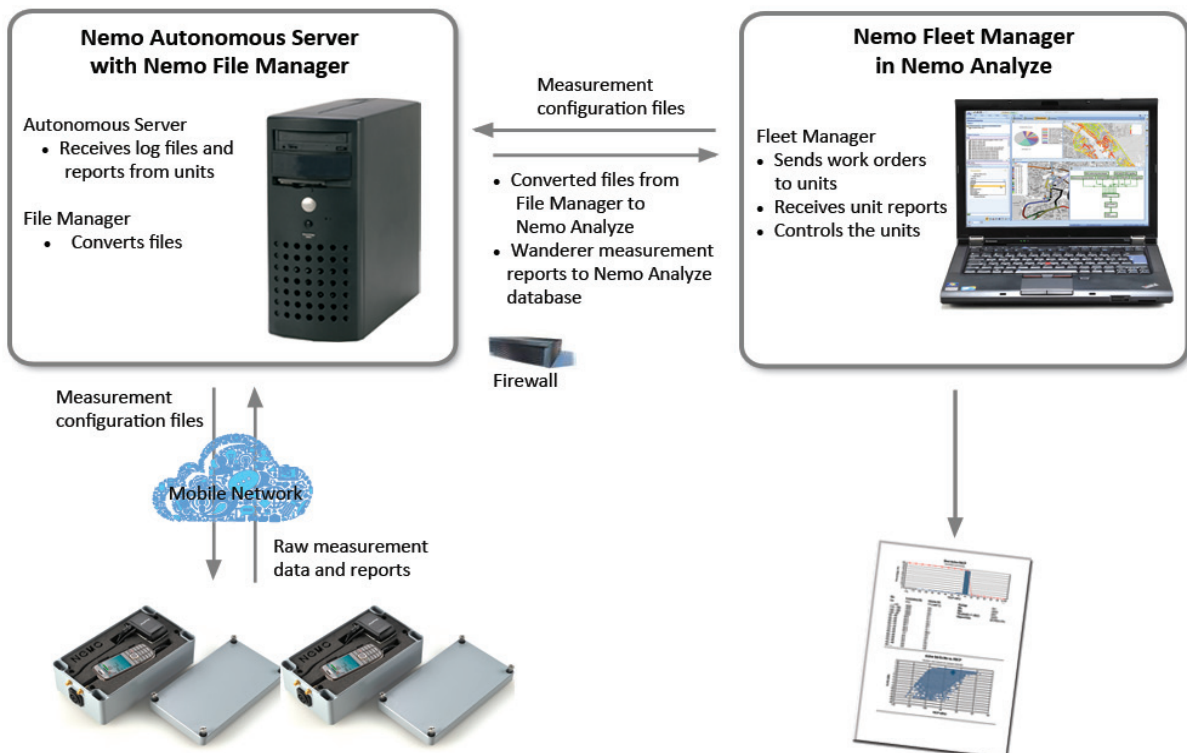 Nemo Autonomous Server
with Nemo File Manager
Autonomous Server
• Receives log files and
reports from units
File Manager
• Converts files
Measurement
configuration files
• Converted files from
File Manager to
Nemo Analyze
• Wanderer measurement
reports to Nemo Analyze
database
Firewall
Nemo Fleet Manager
in Nemo Analyze
Fleet Manager
• Sends work orders
to units
• Receives unit reports
• Controls the units
Measurement
configuration files
Mobile Network
Raw measurement
data and reports